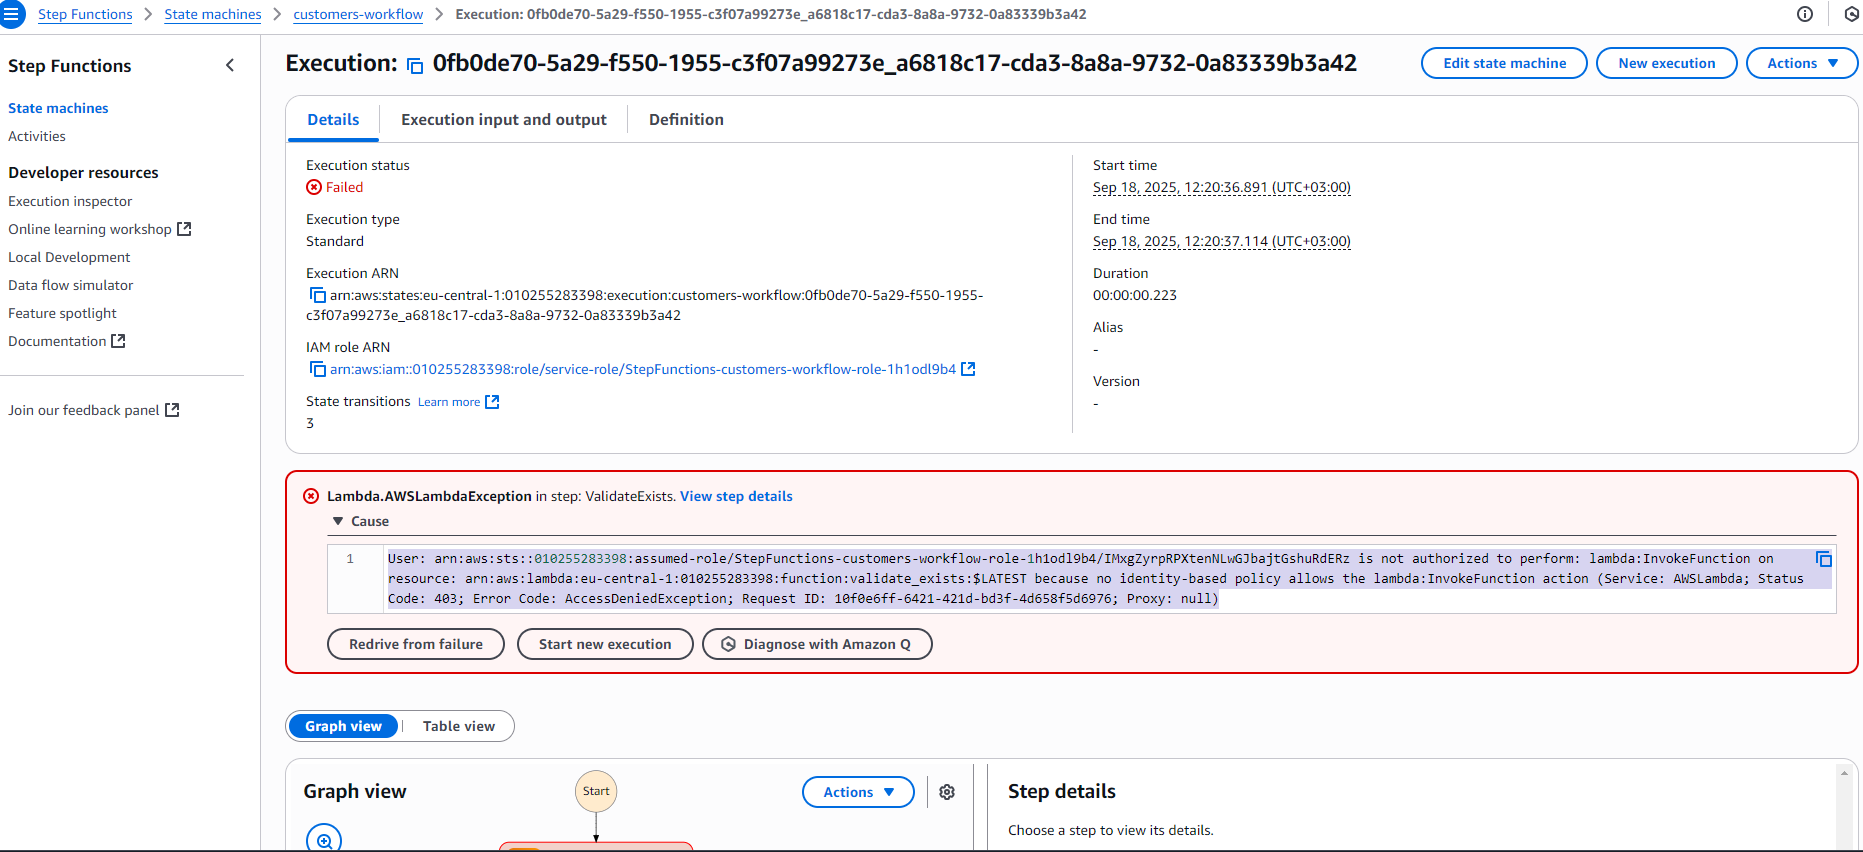 Step Functions
State machines
customers-workflow
Execution: 0fb0de70-5a29-f550-1955-c3f07a99273e_a6818c17-cda3-8a8a-9732-0a83339b3a42
Step Functions
State machines
Activities
Developer resources
Execution inspector
Online learning workshop
Local Development
Data flow simulator
Feature spotlight
Documentation
Join our feedback panel
Execution: 0fb0de70-5a29-f550-1955-c3f07a99273e_a6818c17-cda3-8a8a-9732-0a83339b3a42
Edit state machine
New execution
Actions
Details
Execution input and output
Definition
Execution status
Failed
Execution type
Standard
Execution ARN
arn:aws:states:eu-central-1:010255283398:execution:customers-workflow:0fb0de70-5a29-f550-1955-
c3f07a99273e_a6818c17-cda3-8a8a-9732-0a83339b3a42
IAM role ARN
arn:aws:iam::010255283398:role/service-role/StepFunctions-customers-workflow-role-1h1odl9b4
State transitions Learn more
3
Start time
Sep 18, 2025, 12:20:36.891 (UTC+03:00)
End time
Sep 18, 2025, 12:20:37.114 (UTC+03:00)
Duration
00:00:00.223
Alias
-
Version
-
Lambda.AWSLambdaException in step: ValidateExists. View step details
Cause
1
User: arn:aws:sts::010255283398:assumed-role/StepFunctions-customers-workflow-role-1h1odl9b4/IMxgZyrpRPXtenNLwGJbajtGshuRdERz is not authorized to perform: lambda:InvokeFunction on
resource: arn:aws:lambda:eu-central-1:010255283398:function:validate_exists:$LATEST because no identity-based policy allows the lambda:InvokeFunction action (Service: AWSLambda; Status
Code: 403; Error Code: AccessDeniedException; Request ID: 10f0e6ff-6421-421d-bd3f-4d658f5d6976; Proxy: null)
Redrive from failure
Start new execution
Diagnose with Amazon Q
Graph view
Table view
Graph view
Start
Actions
Step details
Choose a step to view its details.